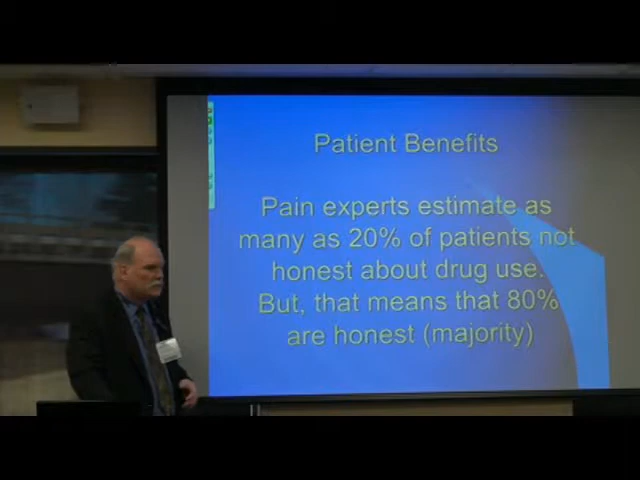 Patient Benefits
Pain experts estimate as
many as 20% of patients not
honest about drug use.
But, that means that 80%
are honest (majority)